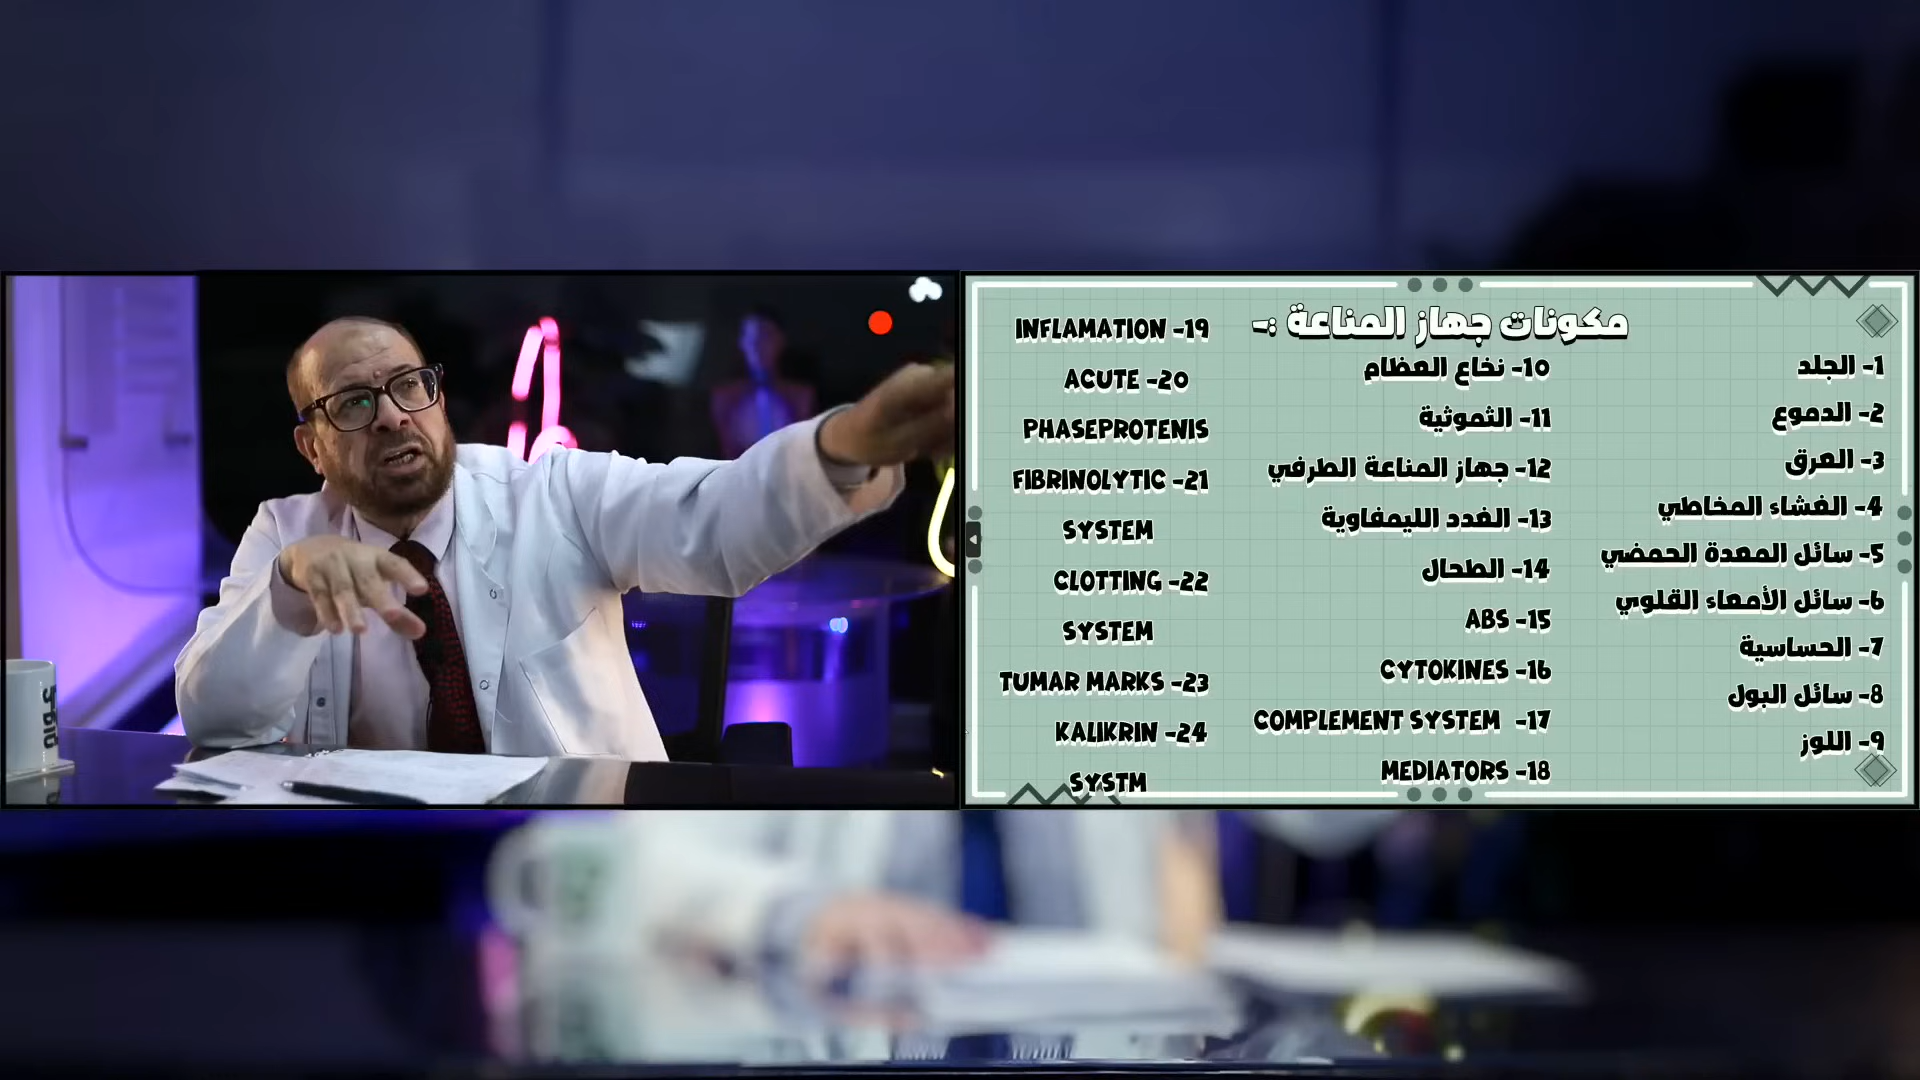 مكونات جهاز المناعة :-
1- الجلد
2- الدموع
3- العرق
4- الغشاء المخاطي
5- سائل المعدة الحمضي
6- سائل الأمعاء القلوي
7- الحساسية
8- سائل البول
9- اللوز
10- نخاع العظام
11- الثموثية
12- جهاز المناعة الطرفي
13- الغدد الليمفاوية
14- الطحال
ABS -15
CYTOKINES -16
COMPLEMENT SYSTEM -17
MEDIATORS -18
INFLAMATION -19
ACUTE -20
PHASEPROTENIS
FIBRINOLYTIC -21
SYSTEM
CLOTTING -22
SYSTEM
TUMAR MARKS -23
KALIKRIN -24
SYSTM